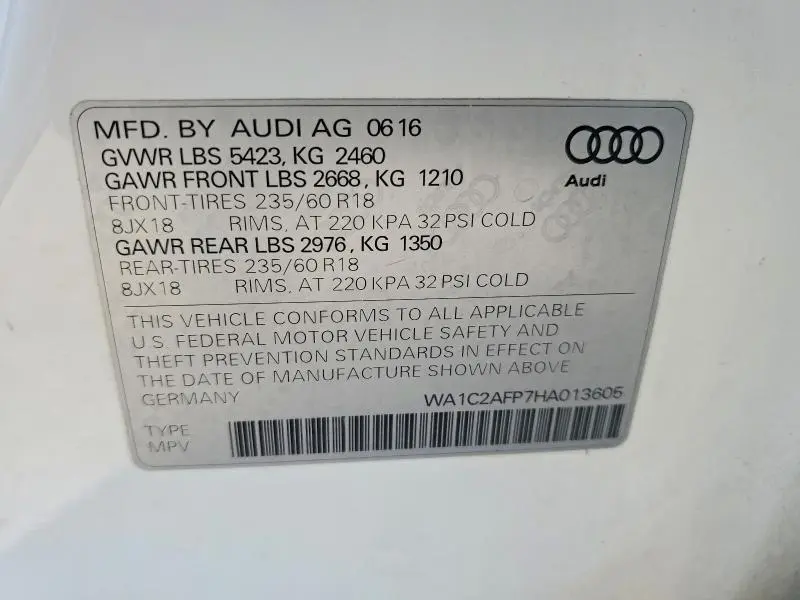 MFD. BY AUDI AG 06 16
GVWR LBS 5423, KG 2460
GAWR FRONT LBS 2668, KG 1210
FRONT-TIRES 235/60 R18
8JX18 RIMS, AT 220 KPA 32 PSI COLD
GAWR REAR LBS 2976, KG 1350
REAR-TIRES 235/60 R18
8JX18 RIMS, AT 220 KPA 32 PSI COLD
Audi
THIS VEHICLE CONFORMS TO ALL APPLICABLE
U.S. FEDERAL MOTOR VEHICLE SAFETY AND
THEFT PREVENTION STANDARDS IN EFFECT ON
THE DATE OF MANUFACTURE SHOWN ABOVE
GERMANY WA1C2AFP7HA013605
TYPE
MPV